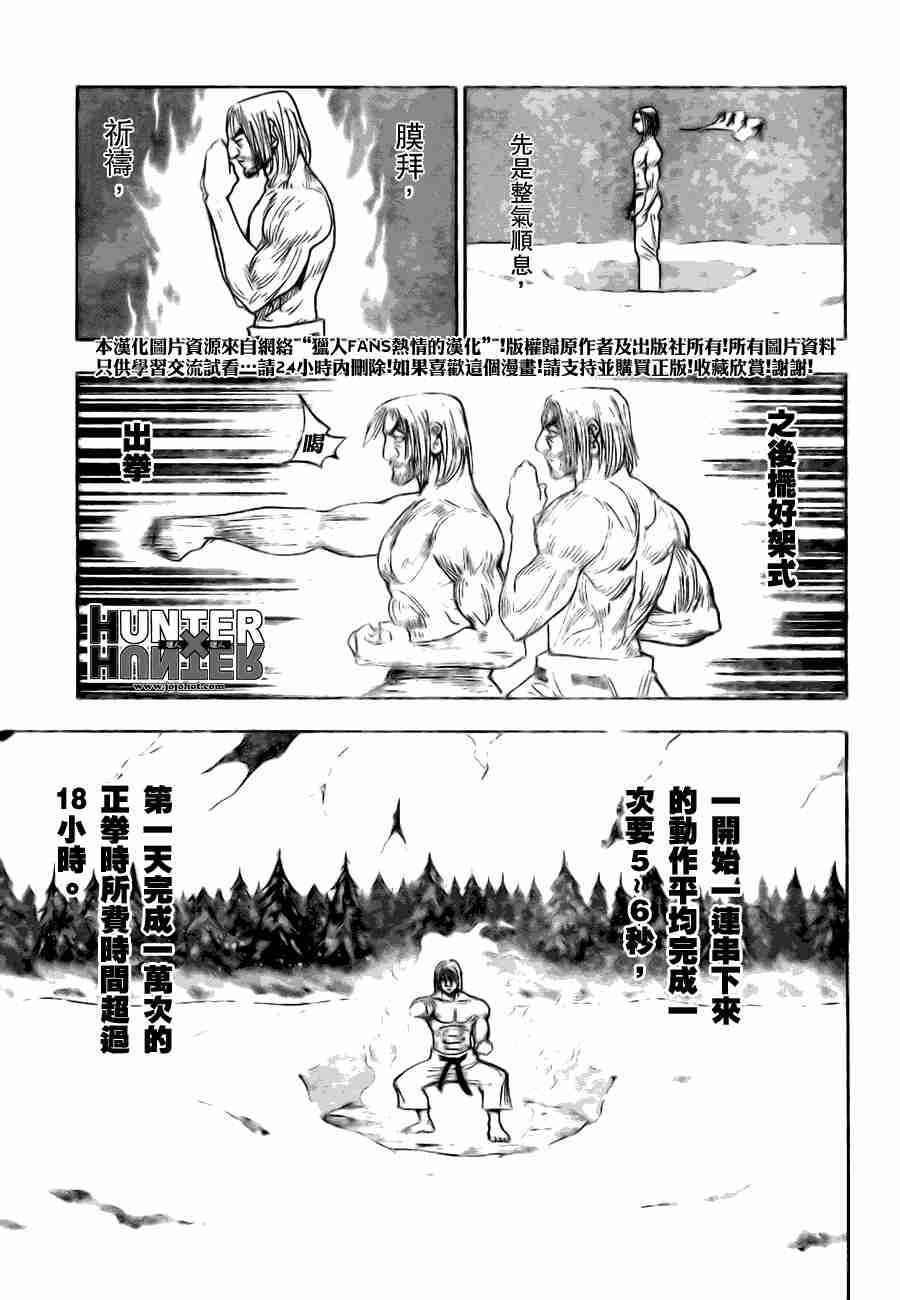 先是整氣順息，
膜拜，
祈禱，
本漢化圖片資源來自網絡“獵人FANS熱情的漢化”!版權歸原作者及出版社所有!所有圖片資料
只供學習交流試看…請24小時內刪除!如果喜歡這個漫畫!請支持並購買正版!收藏欣賞!謝謝!
之後擺好架式
喝
出拳
HUNTER
HUNTER
www.jojohot.com
一開始一連串下來
的動作平均完成一
次要5~6秒，
第一天完成一萬次的
正拳時所費時間超過
18小時。